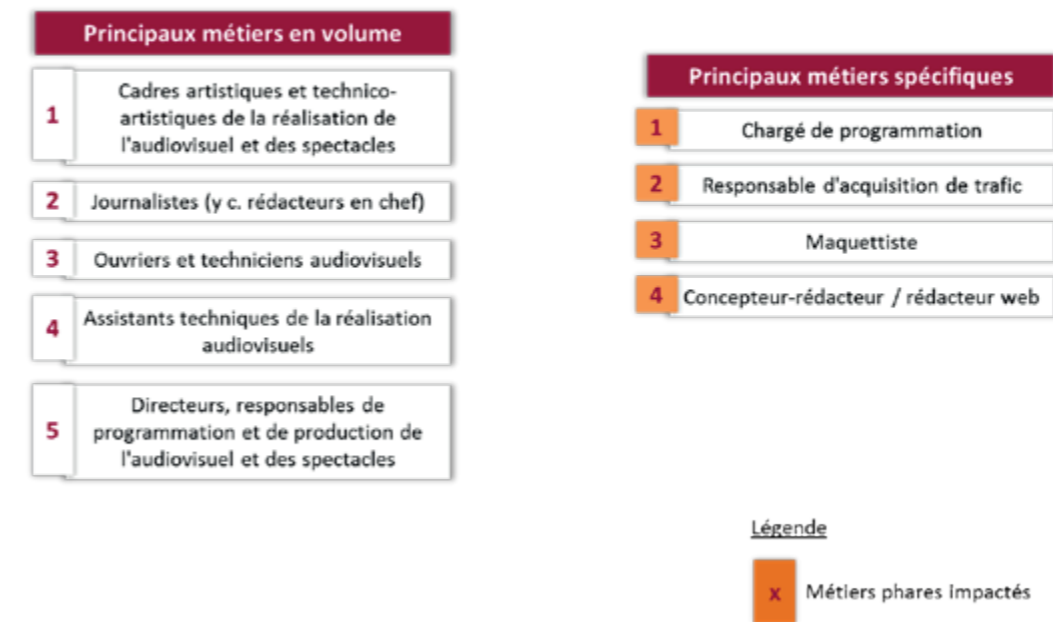 Principaux métiers en volume
1
Cadres artistiques et technico-
artistiques de la réalisation de
l'audiovisuel et des spectacles
2
Journalistes (y c. rédacteurs en chef)
3
Ouvriers et techniciens audiovisuels
4
Assistants techniques de la réalisation
audiovisuels
5
Directeurs, responsables de
programmation et de production de
l'audiovisuel et des spectacles
Principaux métiers spécifiques
1
Chargé de programmation
2
Responsable d'acquisition de trafic
3
Maquettiste
4
Concepteur-rédacteur / rédacteur web
Légende
x
Métiers phares impactés